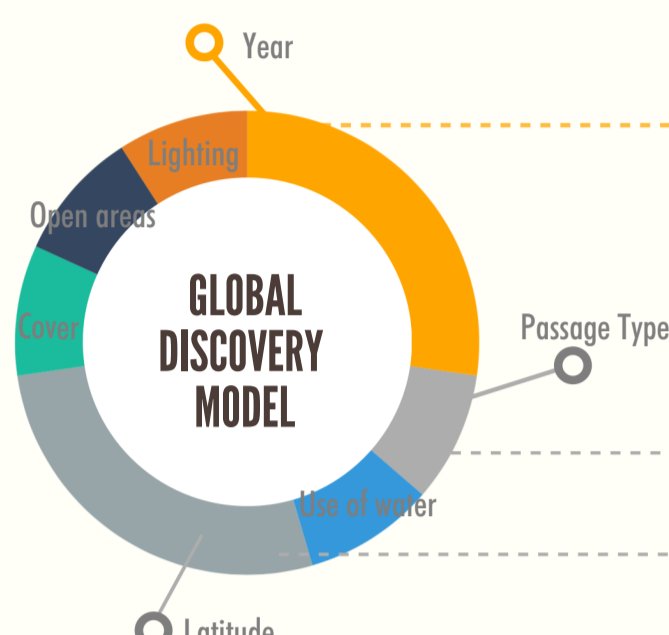 Year
Lighting
Open areas
Cover
GLOBAL
DISCOVERY
MODEL
Passage Type
Use of water
Latitude